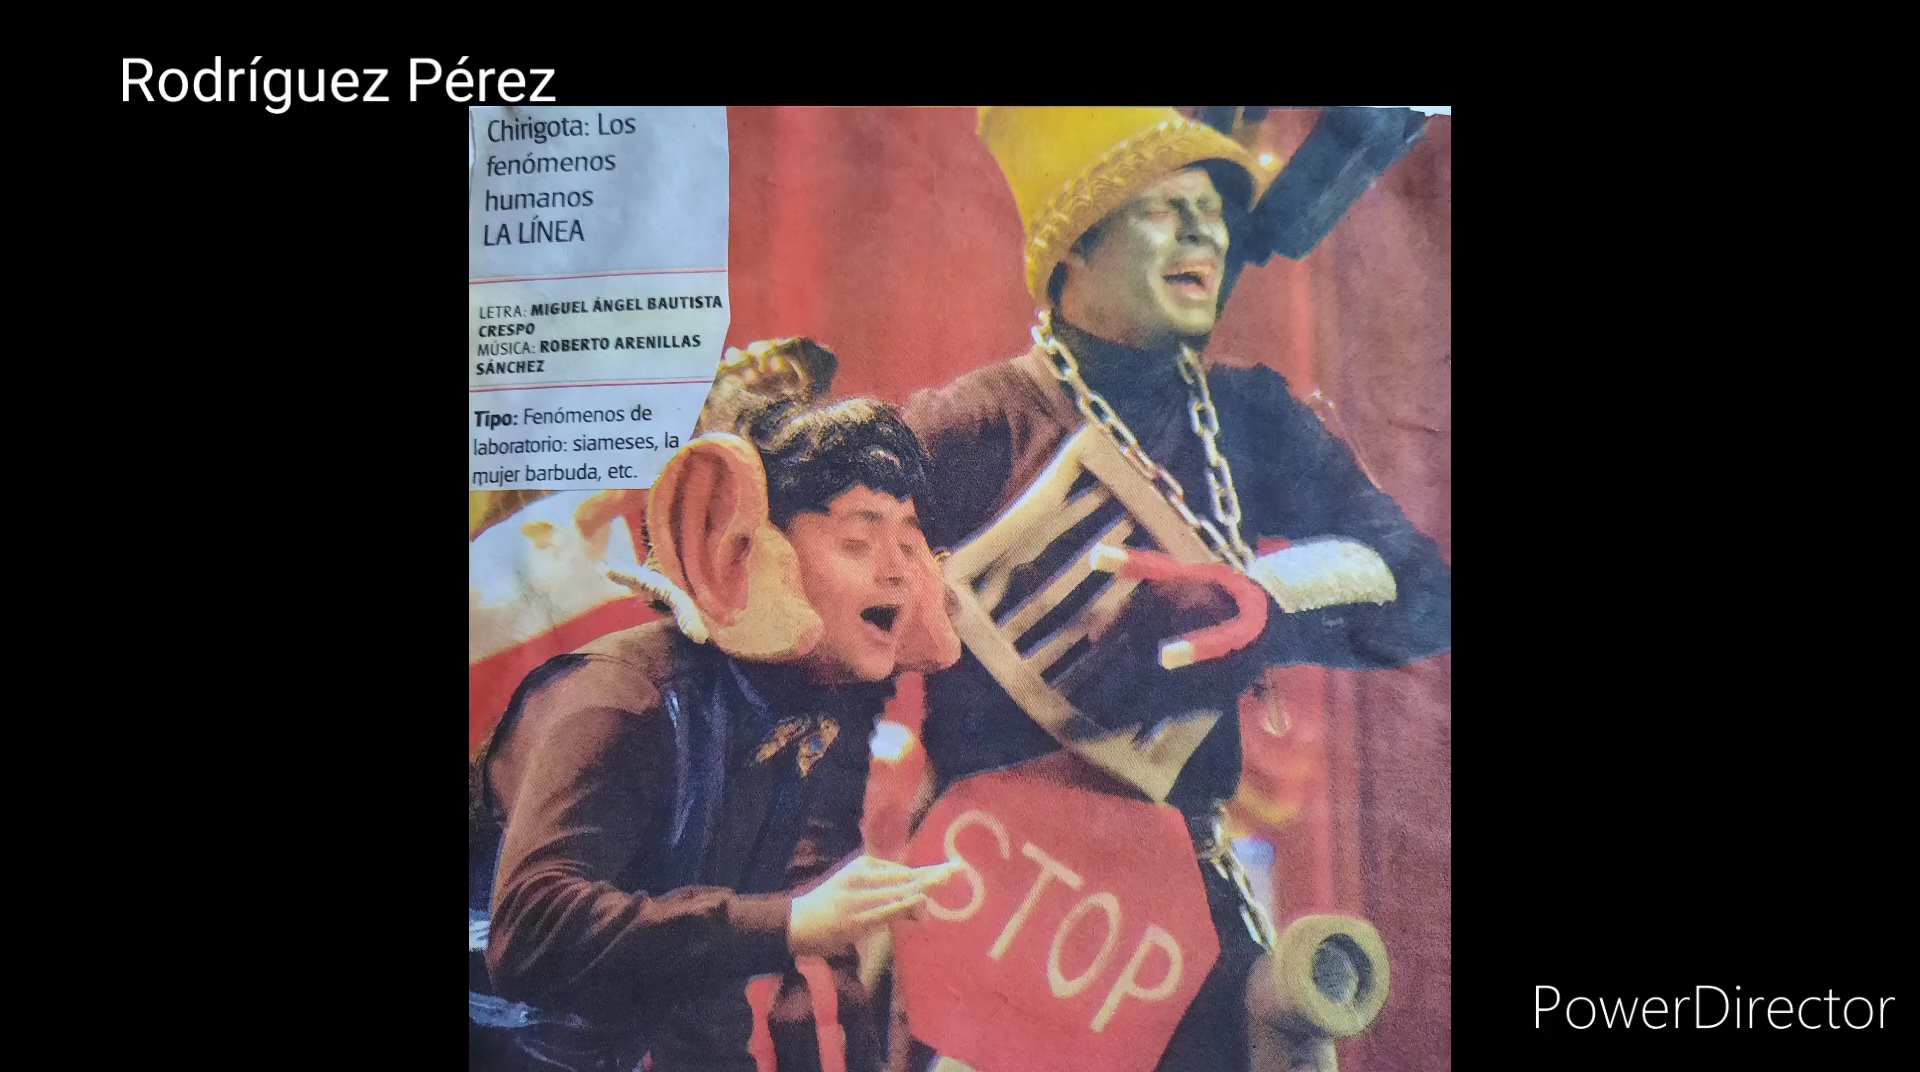 Rodríguez Pérez
Chirigota: Los
fenómenos
humanos
LA LÍNEA
LETRA: MIGUEL ÁNGEL BAUTISTA
CRESPO
MÚSICA: ROBERTO ARENILLAS
SÁNCHEZ
Tipo: Fenómenos de
laboratorio: siameses, la
mujer barbuda, etc.
STOP
PowerDirector